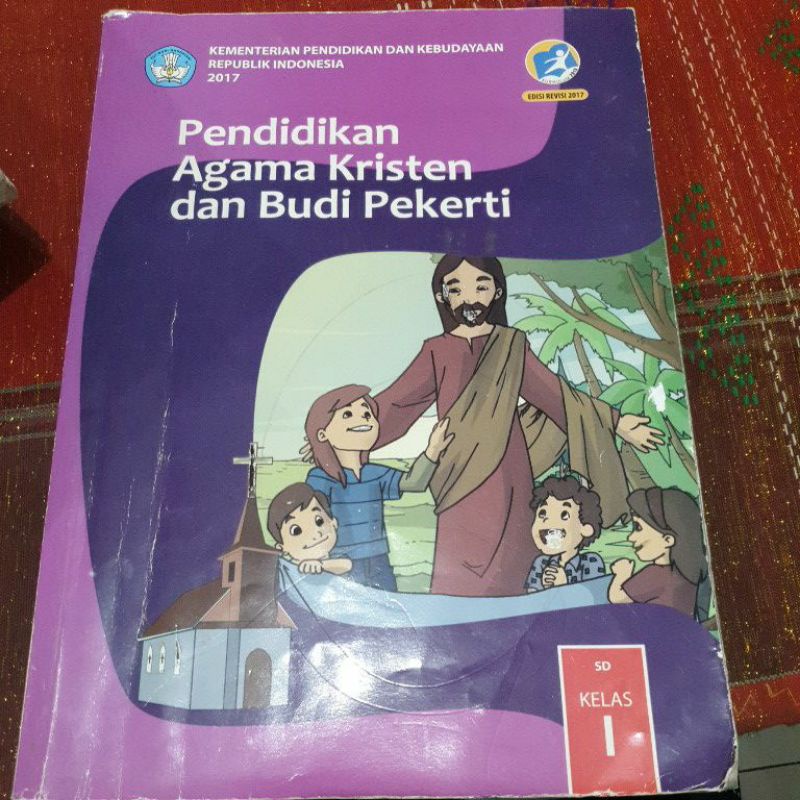 KEMENTERIAN PENDIDIKAN DAN KEBUDAYAAN
REPUBLIK INDONESIA
2017
EDISI REVISI 2017
Pendidikan
Agama Kristen
dan Budi Pekerti
SD
KELAS
I